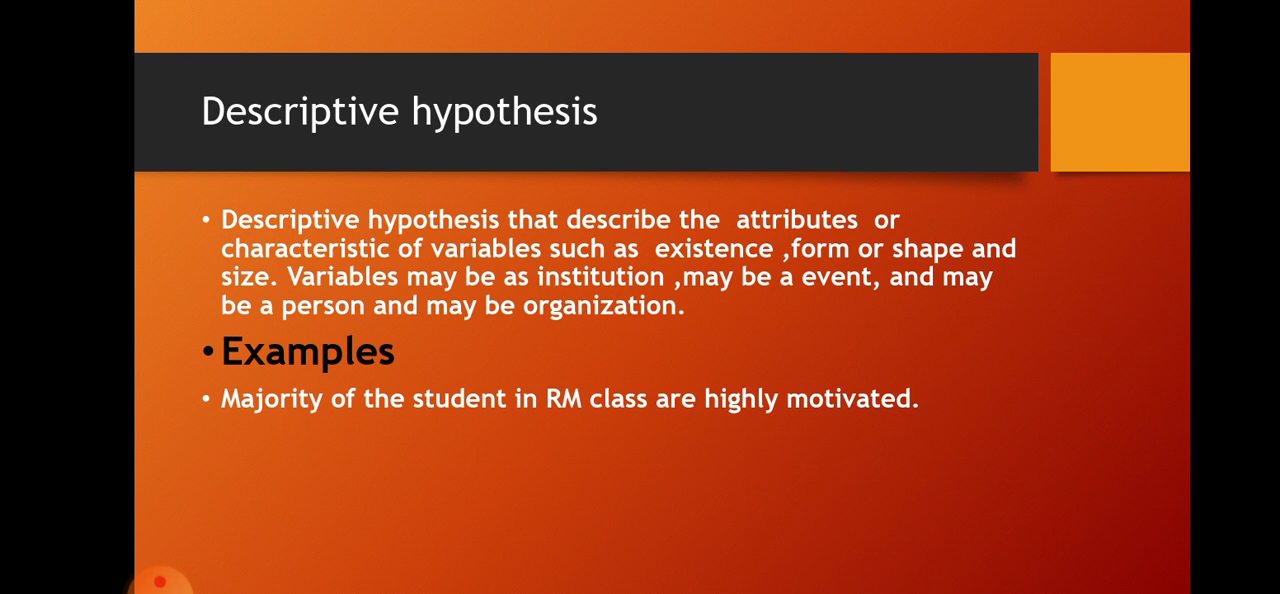 Descriptive hypothesis
• Descriptive hypothesis that describe the  attributes  or
characteristic of variables such as  existence ,form or shape and
size. Variables may be as institution ,may be a event, and may
be a person and may be organization.
• Examples
• Majority of the student in RM class are highly motivated.